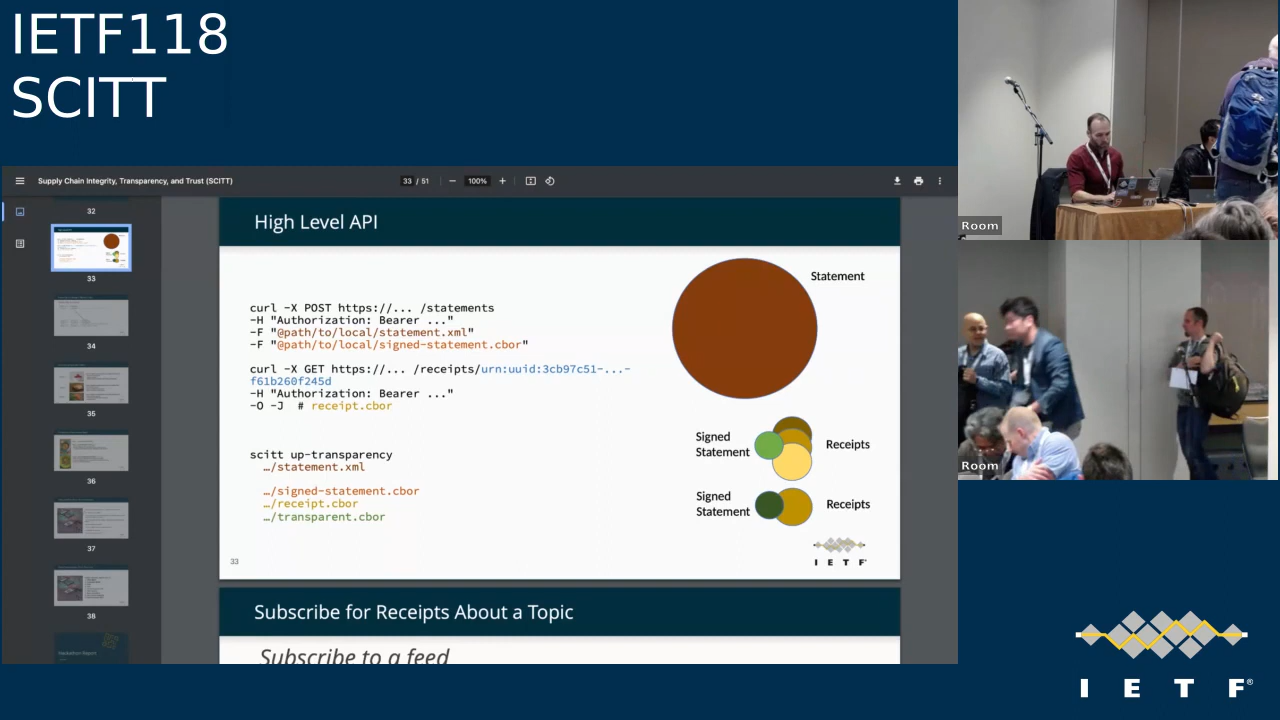 IETF118
SCITT
Supply Chain Integrity, Transparency, and Trust (SCITT)
33 / 51
100%
32
33
34
35
36
37
38
High Level API
curl -X POST https://... /statements
-H "Authorization: Bearer ..."
-F "@path/to/local/statement.xml"
-F "@path/to/local/signed-statement.cbor"
curl -X GET https://... /receipts/urn:uuid:3cb97c51-...-
f61b260f245d
-H "Authorization: Bearer ..."
-O -J  # receipt.cbor
scitt up-transparency
…/statement.xml
…/signed-statement.cbor
…/receipt.cbor
…/transparent.cbor
Statement
Signed
Statement
Receipts
Signed
Statement
Receipts
33
I E T F
Subscribe for Receipts About a Topic
Subscribe to a feed
Room
Room
I E T F®